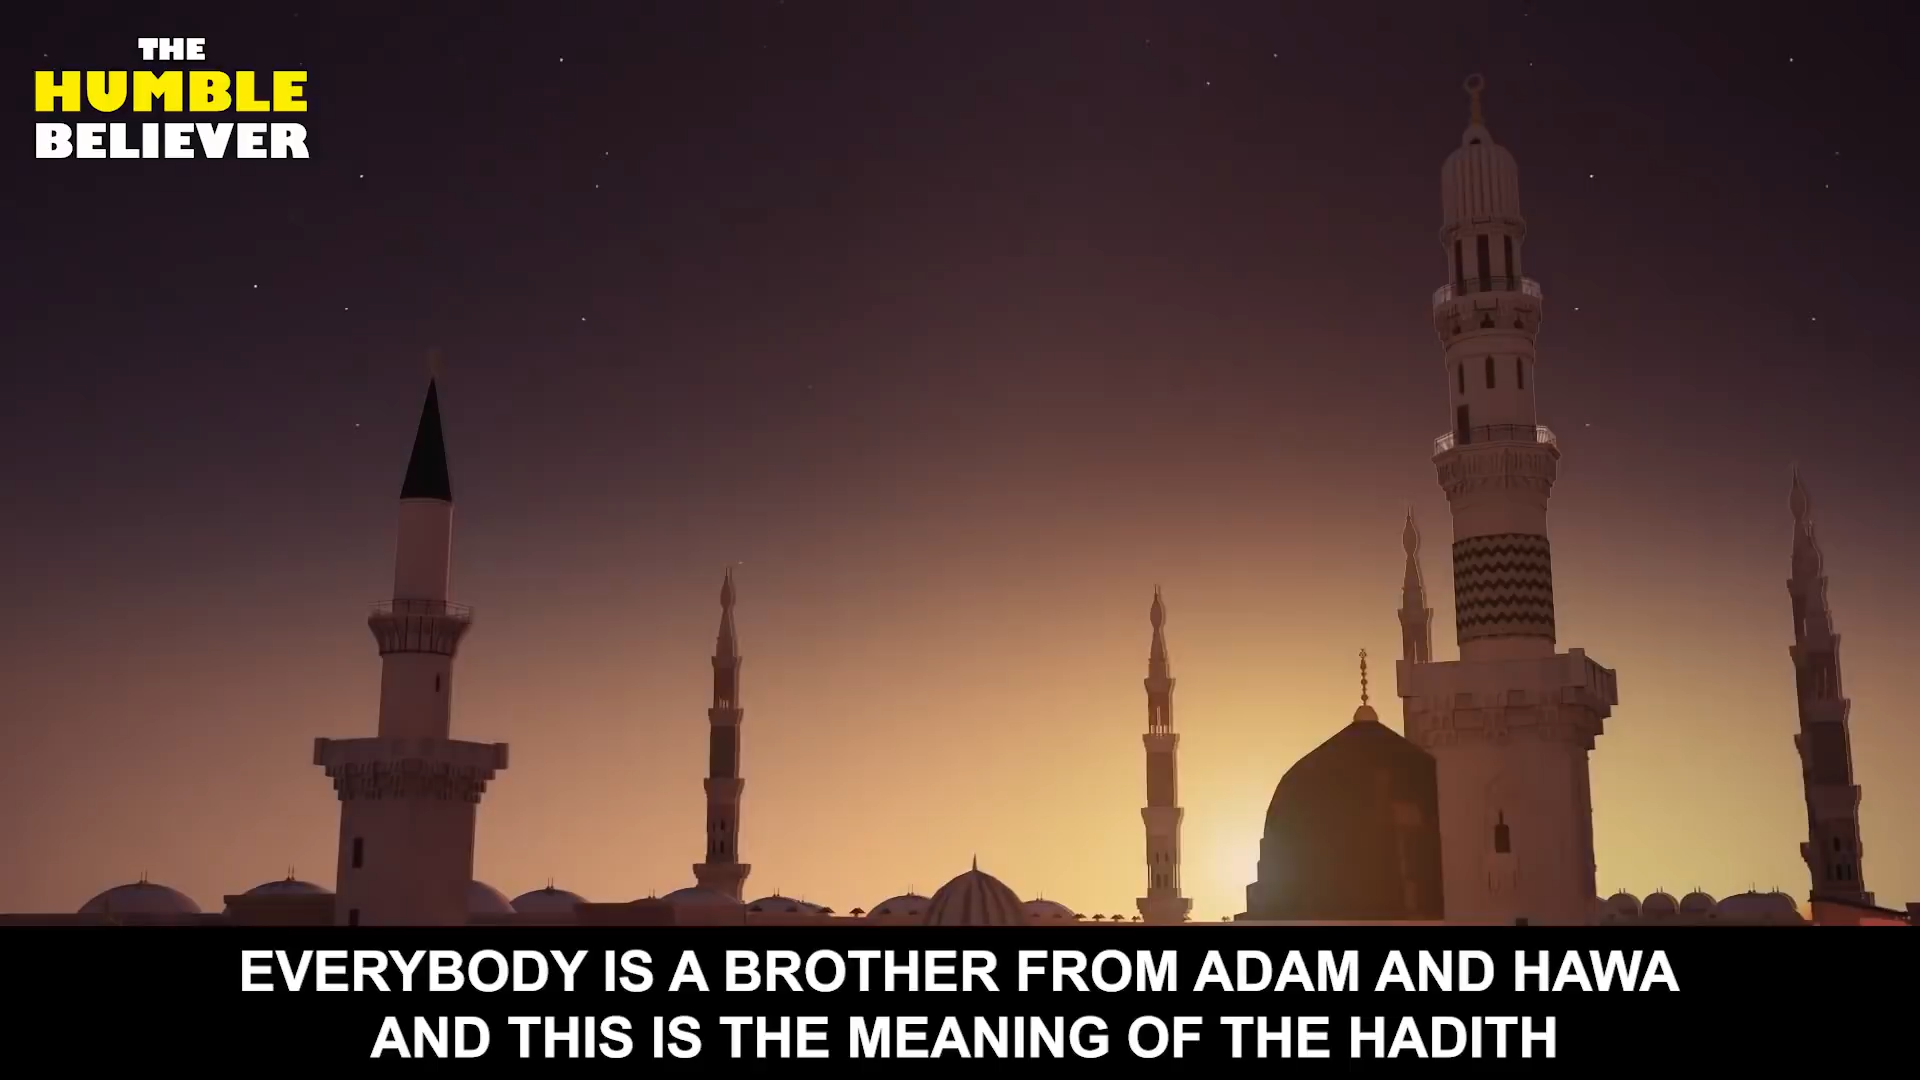 THE
HUMBLE
BELIEVER
EVERYBODY IS A BROTHER FROM ADAM AND HAWA
AND THIS IS THE MEANING OF THE HADITH